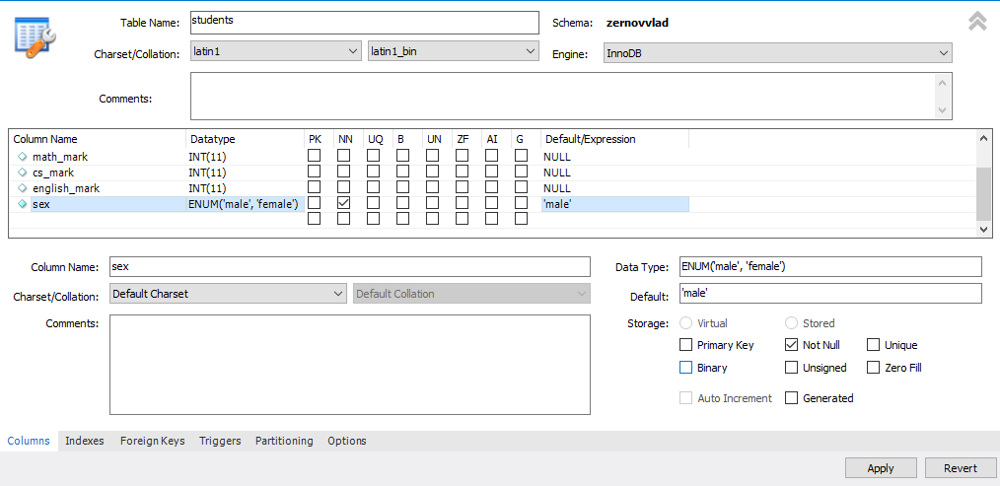 Table Name: students Schema: zernovvlad
Charset/Collation: latin1 latin1_bin Engine: InnoDB
Comments:
Column Name Datatype PK NN UQ B UN ZF AI G Default/Expression
math_mark INT(11) NULL
cs_mark INT(11) NULL
english_mark INT(11) NULL
sex ENUM('male', 'female') 'male'
Column Name: sex Data Type: ENUM('male', 'female')
Charset/Collation: Default Charset Default Collation Default: 'male'
Comments: Storage: Virtual Stored
Primary Key Not Null Unique
Binary Unsigned Zero Fill
Auto Increment Generated
Columns Indexes Foreign Keys Triggers Partitioning Options
Apply Revert